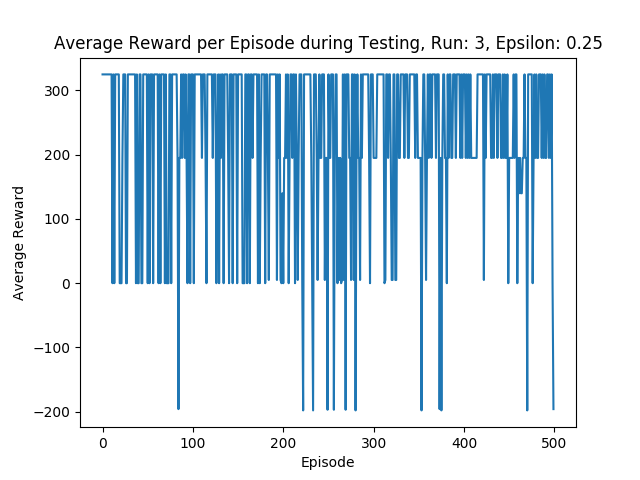 Average Reward per Episode during Testing, Run: 3, Epsilon: 0.25
300
200
100
0
−100
−200
Average Reward
0 100 200 300 400 500
Episode